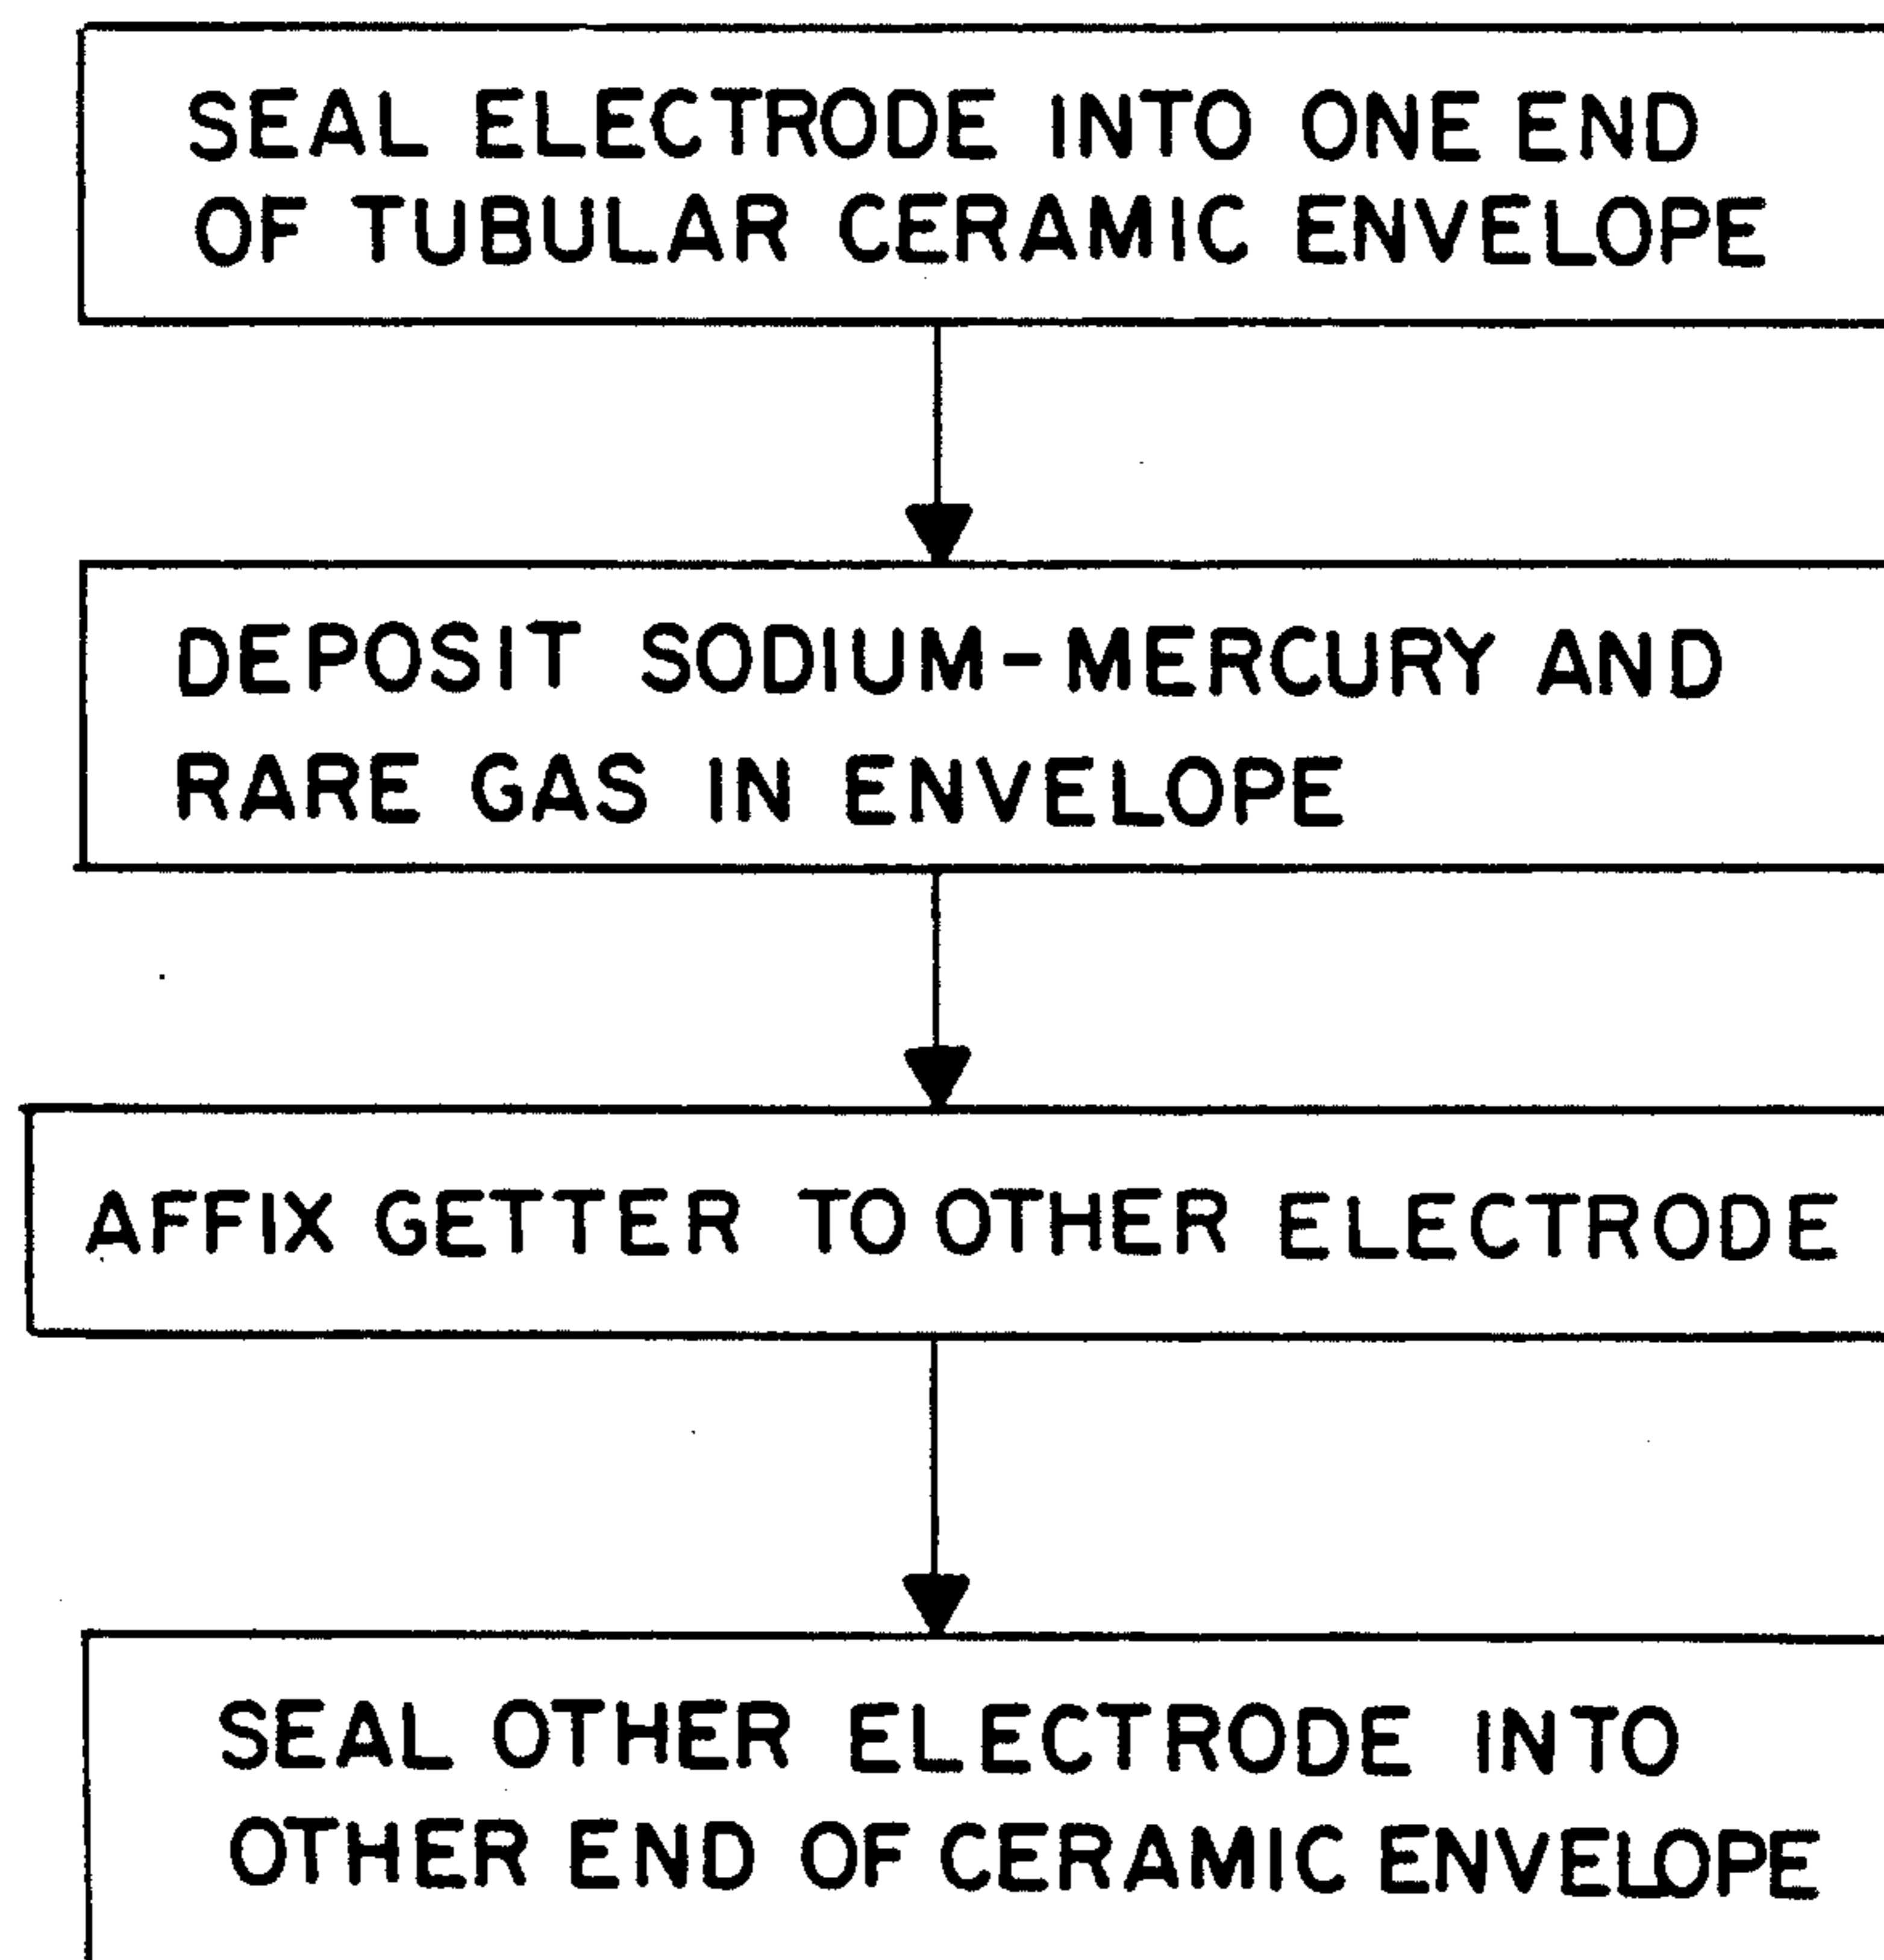 SEAL ELECTRODE INTO ONE END
OF TUBULAR CERAMIC ENVELOPE
DEPOSIT SODIUM-MERCURY AND
RARE GAS IN ENVELOPE
AFFIX GETTER TO OTHER ELECTRODE
SEAL OTHER ELECTRODE INTO
OTHER END OF CERAMIC ENVELOPE